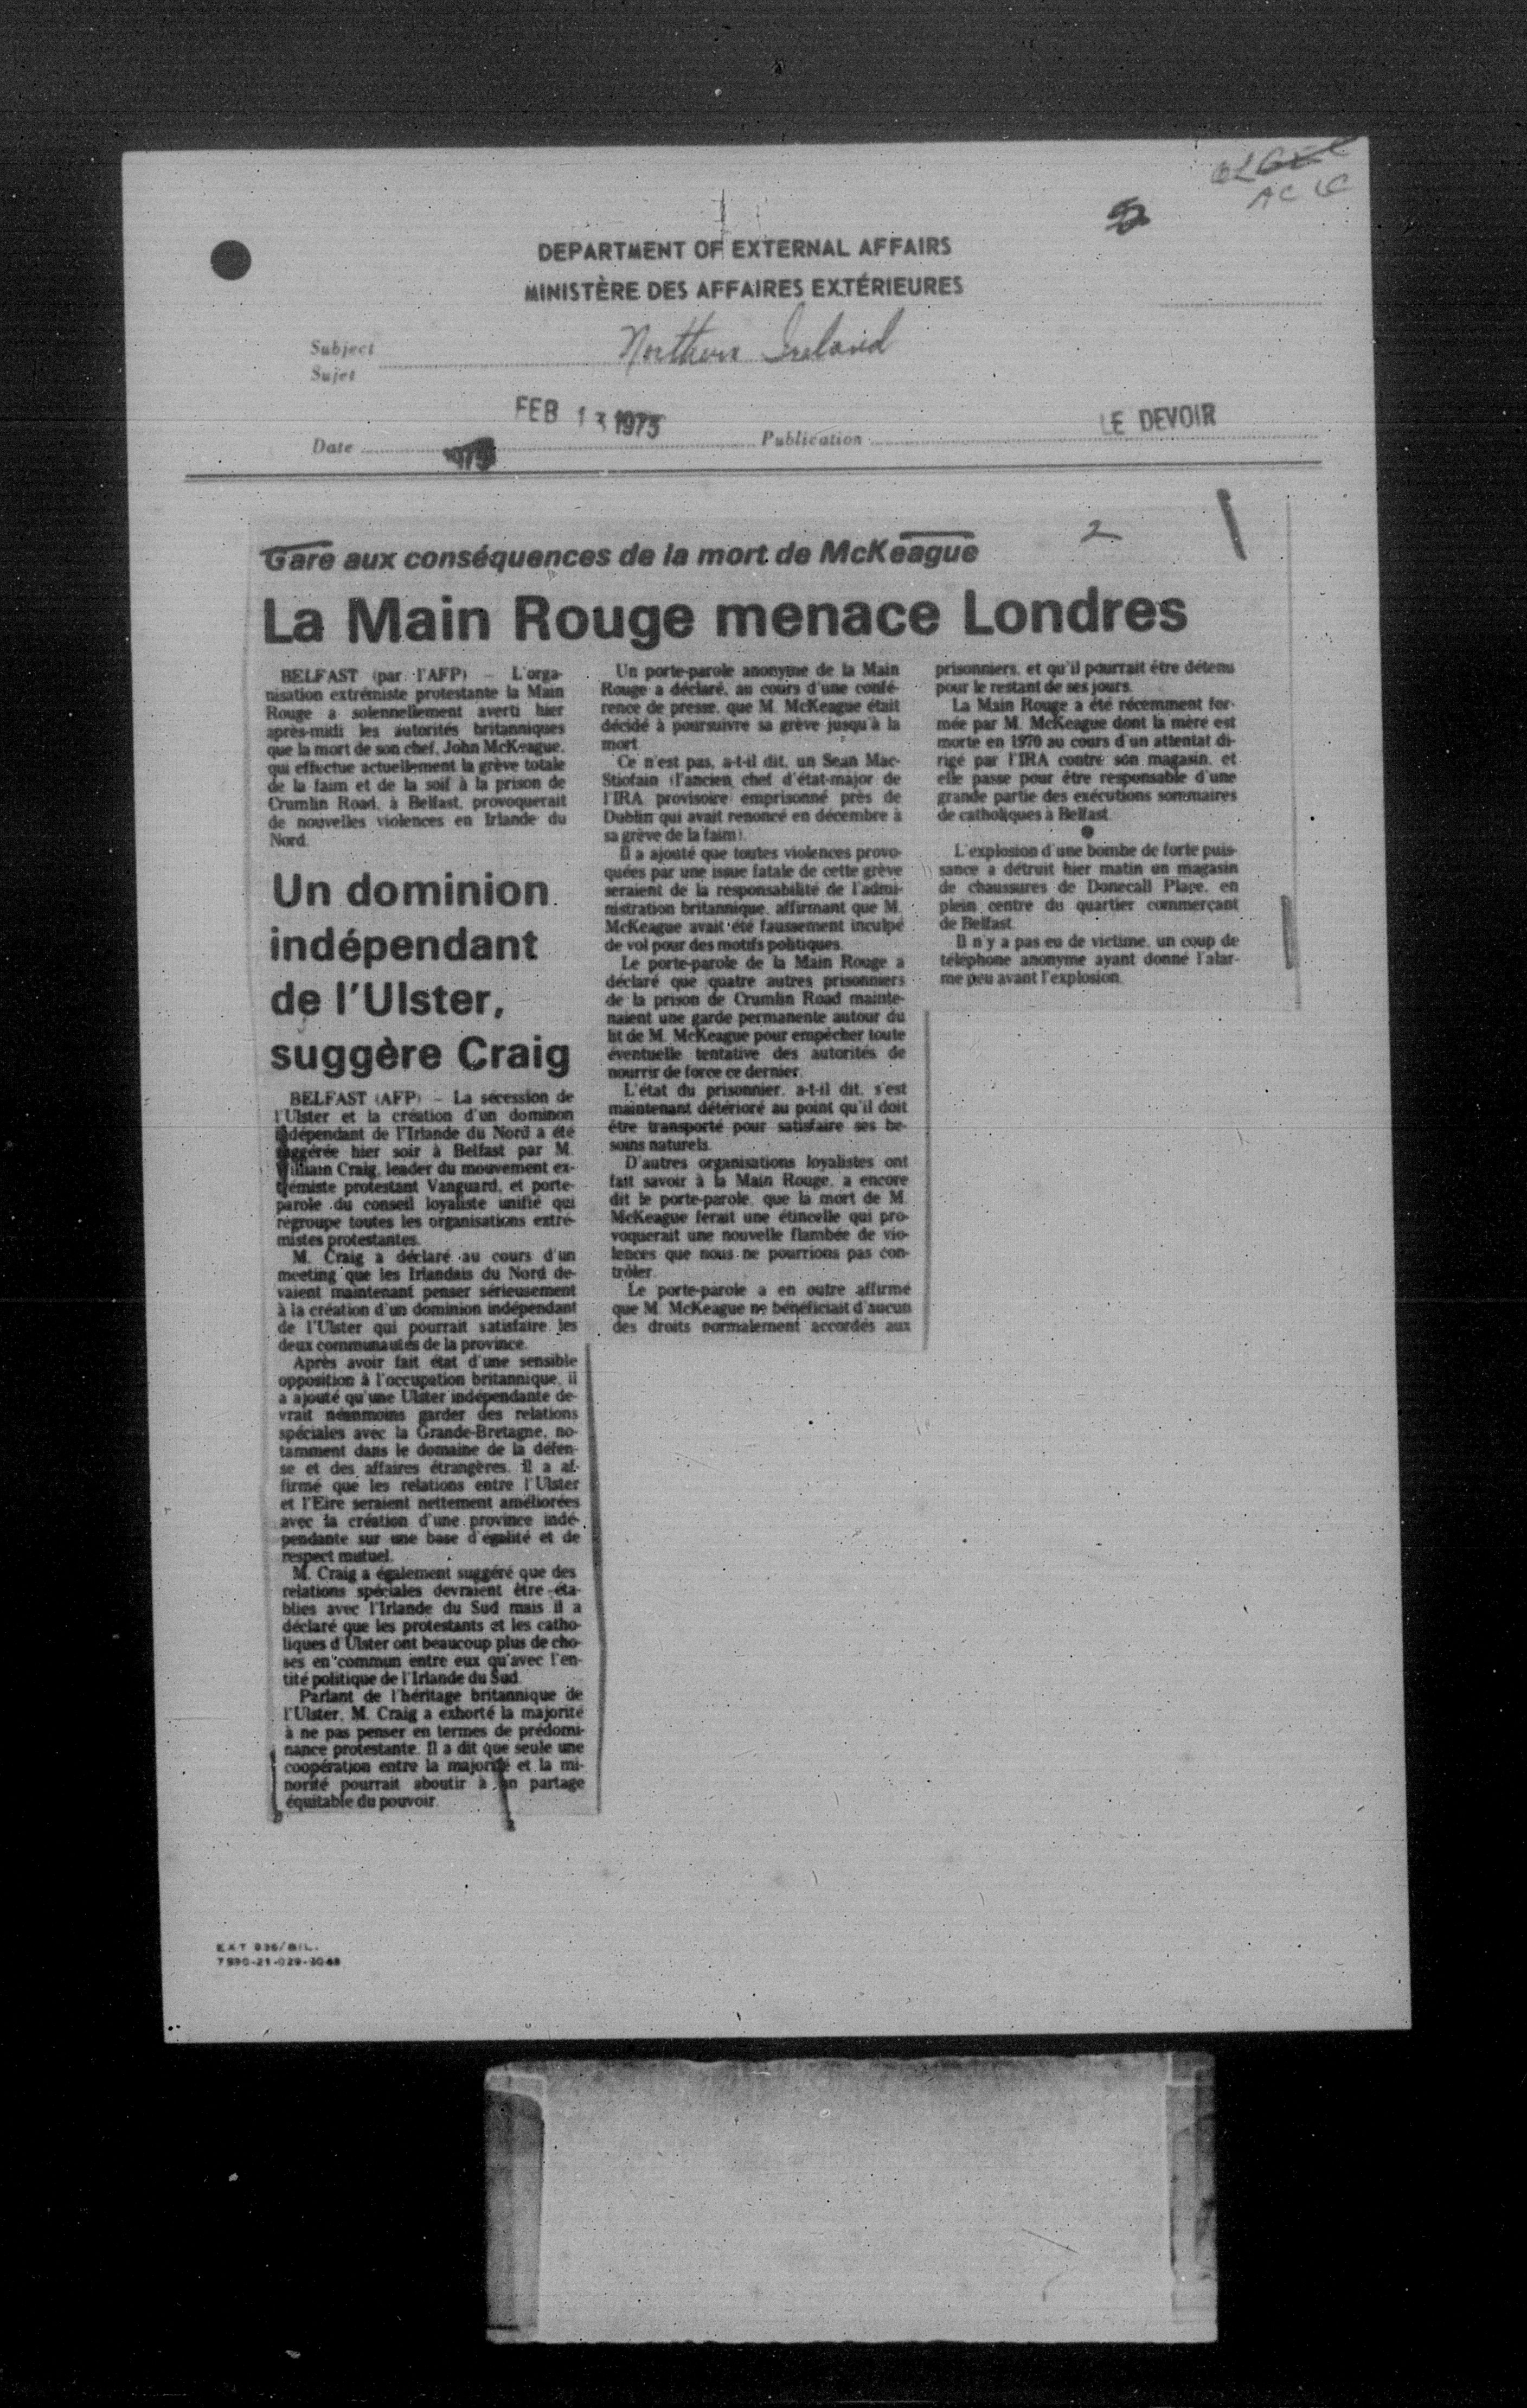 AC
DEPARTMENT OF EXTERNAL AFFAIRS
MINISTÈRE DES AFFAIRES EXTÉRIEURES
Subject
Sujet
Northern Ireland
FEB 13 1973
LE DEVOIR
Date
Publication
2
Gare aux conséquences de la mort de McKeague
La Main Rouge menace Londres
BELFAST (par l'AFP) – L'orga-
nisation extrémiste protestante la Main
Rouge a solennellement averti hier
après-midi les autorités britanniques
que la mort de son chef, John McKeague,
qui effectue actuellement la grève totale
de la faim et de la soif à la prison de
Crumlin Road, à Belfast, provoquerait
de nouvelles violences en Irlande du
Nord.
Un dominion
indépendant
de l'Ulster,
suggère Craig
BELFAST (AFP) – La sécession de
l'Ulster et la création d'un dominon
indépendant de l'Irlande du Nord a été
suggérée hier soir à Belfast par M.
William Craig, leader du mouvement ex-
trémiste protestant Vanguard, et porte-
parole du conseil loyaliste unifié qui
regroupe toutes les organisations extré-
mistes protestantes.
M. Craig a déclaré au cours d'un
meeting que les Irlandais du Nord de-
vaient maintenant penser sérieusement
à la création d'un dominion indépendant
de l'Ulster qui pourrait satisfaire les
deux communautés de la province.
Après avoir fait état d'une sensible
opposition à l'occupation britannique, il
a ajouté qu'une Ulster indépendante de-
vrait néanmoins garder des relations
spéciales avec la Grande-Bretagne, no-
tamment dans le domaine de la défen-
se et des affaires étrangères. Il a af-
firmé que les relations entre l'Ulster
et l'Eire seraient nettement améliorées
avec la création d'une province indé-
pendante sur une base d'égalité et de
respect mutuel.
M. Craig a également suggéré que des
relations spéciales devraient être éta-
blies avec l'Irlande du Sud mais il a
déclaré que les protestants et les catho-
liques d'Ulster ont beaucoup plus de cho-
ses en commun entre eux qu'avec l'en-
tité politique de l'Irlande du Sud.
Parlant de l'héritage britannique de
l'Ulster, M. Craig a exhorté la majorité
à ne pas penser en termes de prédomi-
nance protestante. Il a dit que seule une
coopération entre la majorité et la mi-
norité pourrait aboutir à un partage
équitable du pouvoir.
Un porte-parole anonyme de la Main
Rouge a déclaré, au cours d'une confé-
rence de presse, que M. McKeague était
décidé à poursuivre sa grève jusqu'à la
mort.
Ce n'est pas, a-t-il dit, un Sean Mac-
Stiofain (l'ancien chef d'état-major de
l'IRA provisoire emprisonné près de
Dublin qui avait renoncé en décembre à
sa grève de la faim).
Il a ajouté que toutes violences provo-
quées par une issue fatale de cette grève
seraient de la responsabilité de l'admi-
nistration britannique, affirmant que M.
McKeague avait été faussement inculpé
de vol pour des motifs politiques.
Le porte-parole de la Main Rouge a
déclaré que quatre autres prisonniers
de la prison de Crumlin Road mainte-
naient une garde permanente autour du
lit de M. McKeague pour empêcher toute
éventuelle tentative des autorités de
nourrir de force ce dernier.
L'état du prisonnier, a-t-il dit, s'est
maintenant détérioré au point qu'il doit
être transporté pour satisfaire ses be-
soins naturels.
D'autres organisations loyalistes ont
fait savoir à la Main Rouge, a encore
dit le porte-parole, que la mort de M.
McKeague ferait une étincelle qui pro-
voquerait une nouvelle flambée de vio-
lences que nous ne pourrions pas con-
trôler.
Le porte-parole a en outre affirmé
que M. McKeague ne bénéficiait d'aucun
des droits normalement accordés aux
prisonniers, et qu'il pourrait être détenu
pour le restant de ses jours.
La Main Rouge a été récemment for-
mée par M. McKeague dont la mère est
morte en 1970 au cours d'un attentat di-
rigé par l'IRA contre son magasin, et
elle passe pour être responsable d'une
grande partie des exécutions sommaires
de catholiques à Belfast.
L'explosion d'une bombe de forte puis-
sance a détruit hier matin un magasin
de chaussures de Donecall Place, en
plein centre du quartier commerçant
de Belfast.
Il n'y a pas eu de victime, un coup de
téléphone anonyme ayant donné l'alar-
me peu avant l'explosion.
EXT 936/BIL.
7930-21-029-3068